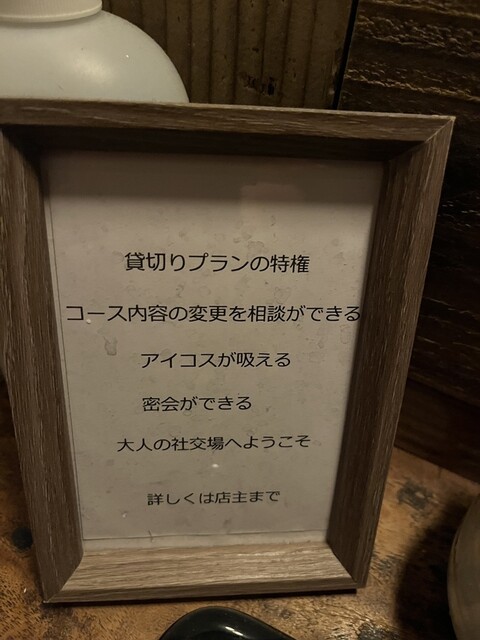 貸切りプランの特権
コース内容の変更を相談ができる
アイコスが吸える
密会ができる
大人の社交場へようこそ
詳しくは店主まで